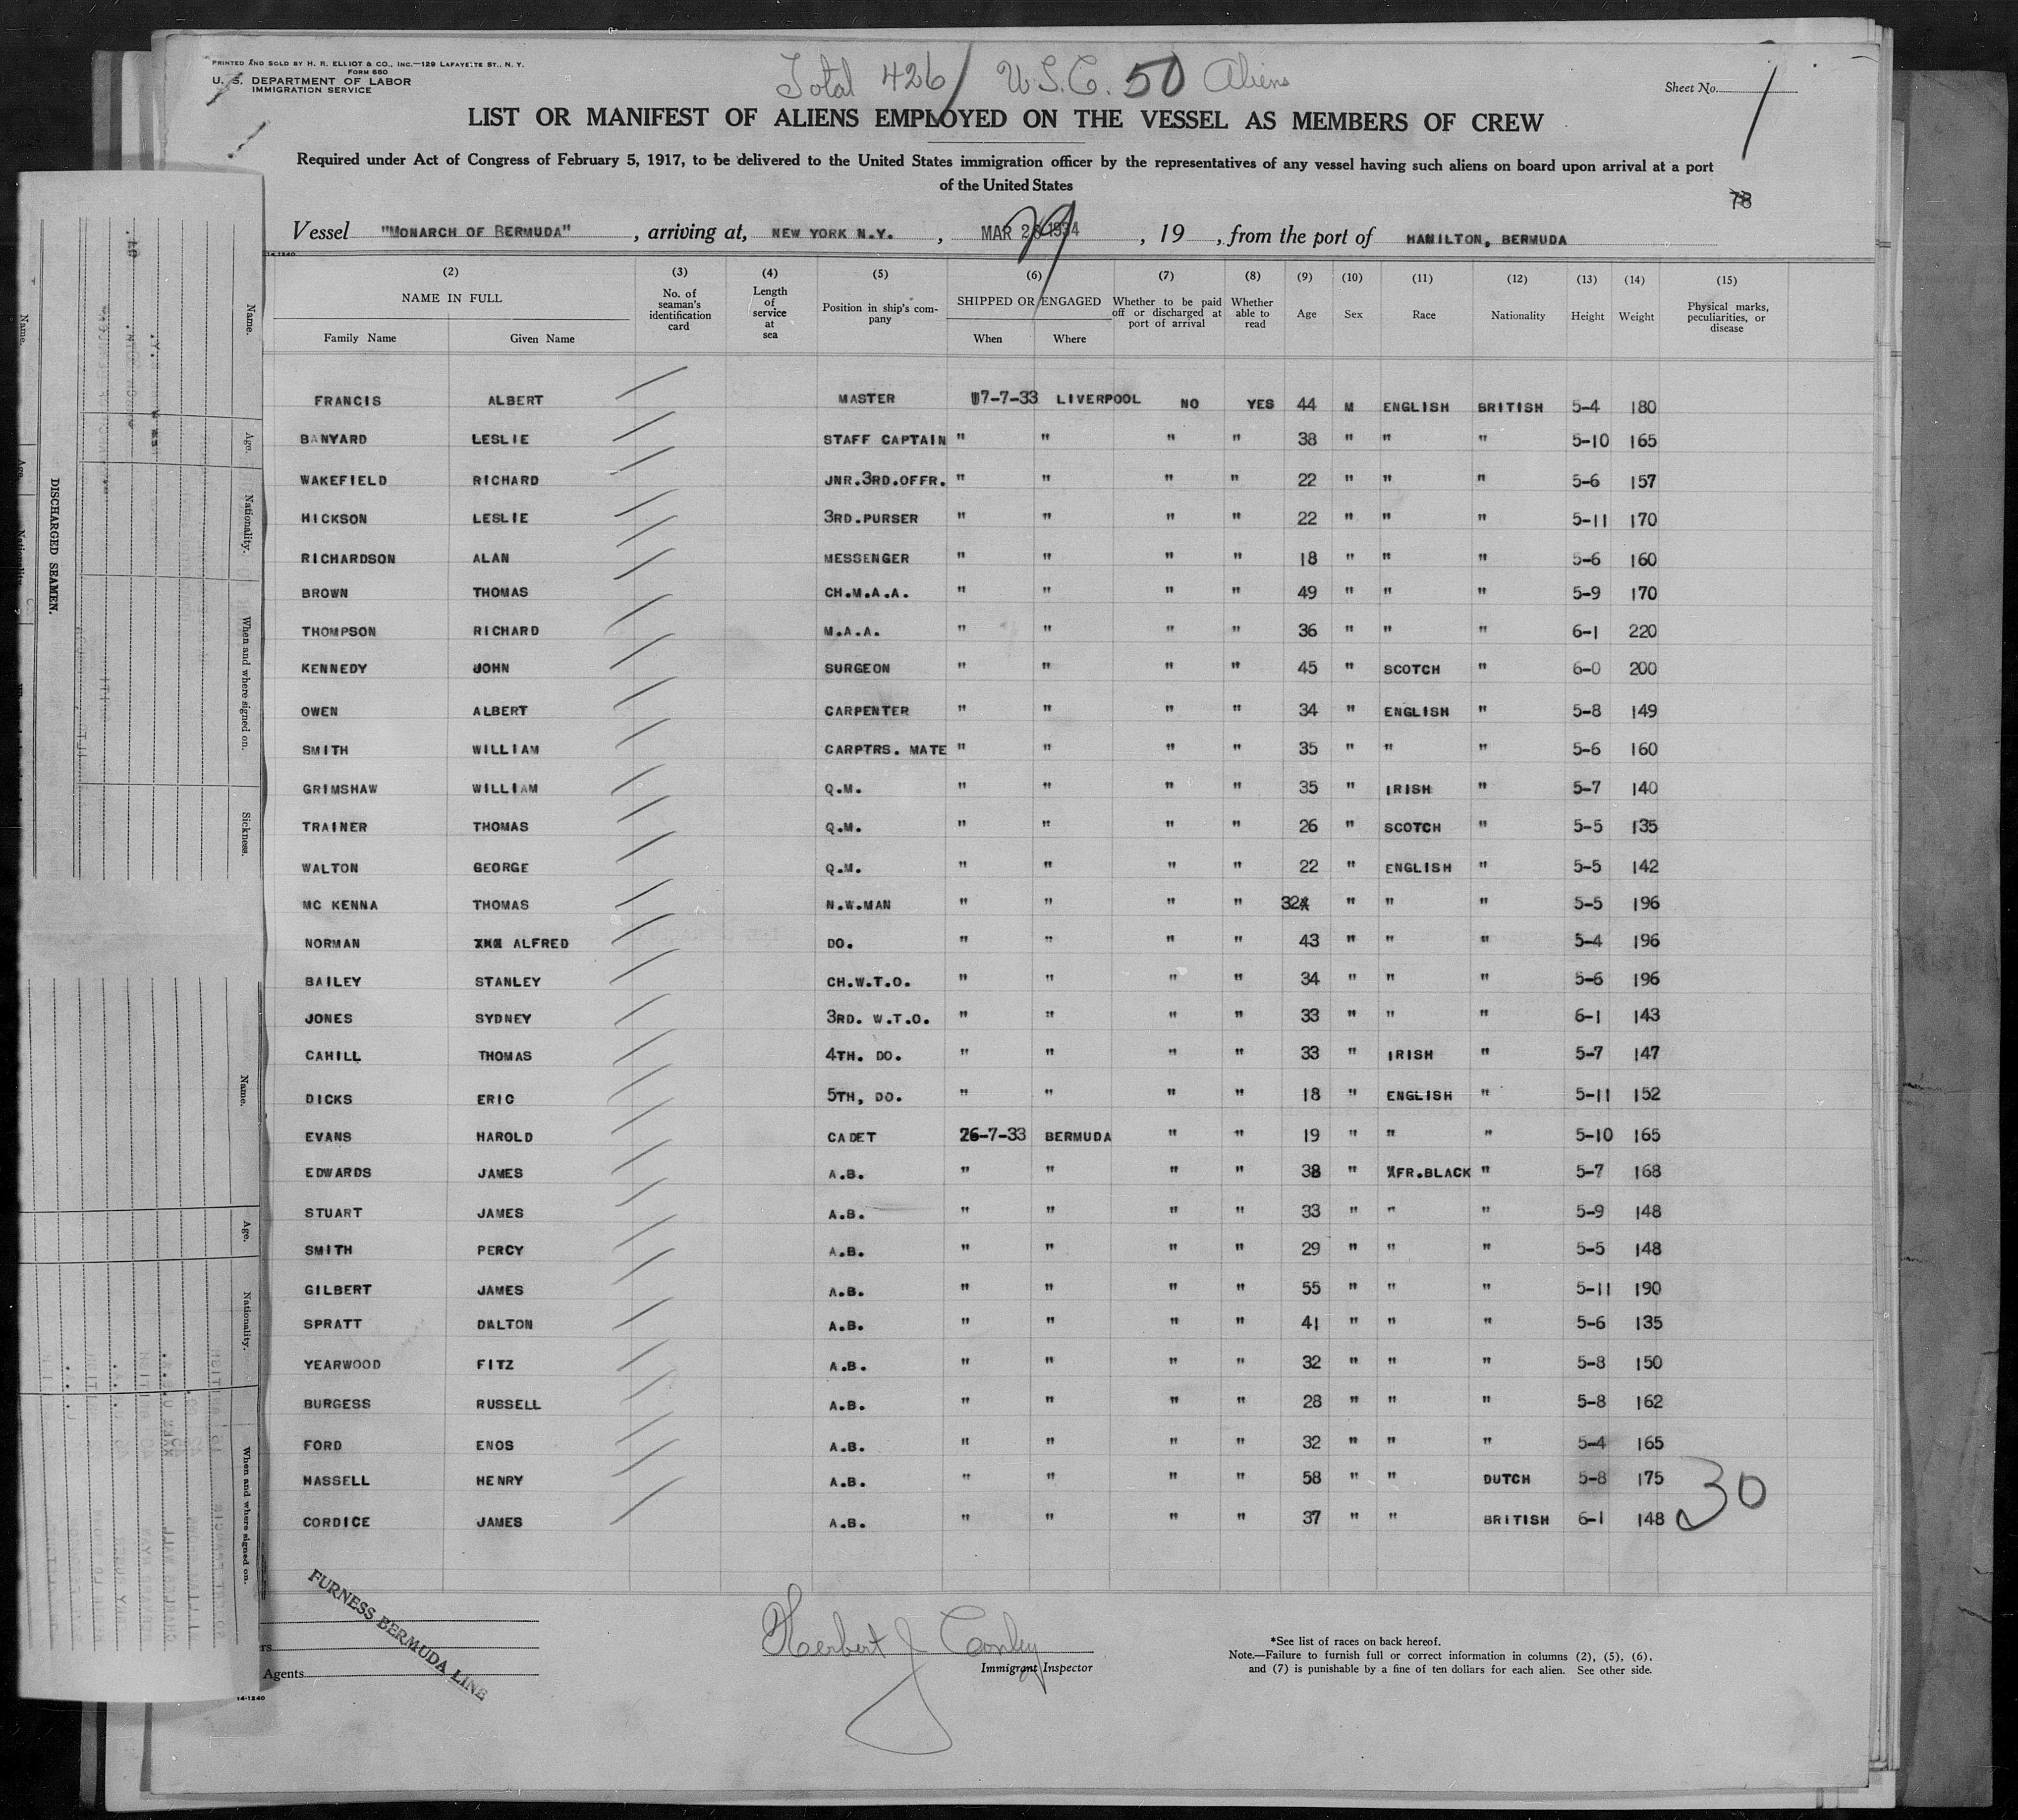 PRINTED AND SOLD BY H. R. ELLIOT & CO., INC.—129 LAFAYETTE ST., N. Y.
FORM 680
U. S. DEPARTMENT OF LABOR
IMMIGRATION SERVICE
Total 426 U.S.C. 50 Aliens
Sheet No. 1
LIST OR MANIFEST OF ALIENS EMPLOYED ON THE VESSEL AS MEMBERS OF CREW
Required under Act of Congress of February 5, 1917, to be delivered to the United States immigration officer by the representatives of any vessel having such aliens on board upon arrival at a port
of the United States
78
Vessel "MONARCH OF BERMUDA", arriving at, NEW YORK N.Y., MAR 29 1934, 19 , from the port of HAMILTON, BERMUDA
14-1240
(2) (3) (4) (5) (6) (7) (8) (9) (10) (11) (12) (13) (14) (15)
NAME IN FULL Family Name Given Name No. of seaman's identification card Length of service at sea Position in ship's company SHIPPED OR ENGAGED When Where Whether to be paid off or discharged at port of arrival Whether able to read Age Sex Race Nationality Height Weight Physical marks, peculiarities, or disease
FRANCIS ALBERT MASTER 17-7-33 LIVERPOOL NO YES 44 M ENGLISH BRITISH 5-4 180
BANYARD LESLIE STAFF CAPTAIN " " " " 38 " " " 5-10 165
WAKEFIELD RICHARD JNR.3RD.OFFR. " " " " 22 " " " 5-6 157
HICKSON LESLIE 3RD.PURSER " " " " 22 " " " 5-11 170
RICHARDSON ALAN MESSENGER " " " " 18 " " " 5-6 160
BROWN THOMAS CH.M.A.A. " " " " 49 " " " 5-9 170
THOMPSON RICHARD M.A.A. " " " " 36 " " " 6-1 220
KENNEDY JOHN SURGEON " " " " 45 " SCOTCH " 6-0 200
OWEN ALBERT CARPENTER " " " " 34 " ENGLISH " 5-8 149
SMITH WILLIAM CARPTRS. MATE " " " " 35 " " " 5-6 160
GRIMSHAW WILLIAM Q.M. " " " " 35 " IRISH " 5-7 140
TRAINER THOMAS Q.M. " " " " 26 " SCOTCH " 5-5 135
WALTON GEORGE Q.M. " " " " 22 " ENGLISH " 5-5 142
MC KENNA THOMAS N.W.MAN " " " " 32 " " " 5-5 196
NORMAN ALFRED DO. " " " " 43 " " " 5-4 196
BAILEY STANLEY CH.W.T.O. " " " " 34 " " " 5-6 196
JONES SYDNEY 3RD. W.T.O. " " " " 33 " " " 6-1 143
CAHILL THOMAS 4TH. DO. " " " " 33 " IRISH " 5-7 147
DICKS ERIC 5TH, DO. " " " " 18 " ENGLISH " 5-11 152
EVANS HAROLD CADET 26-7-33 BERMUDA " " 19 " " " 5-10 165
EDWARDS JAMES A.B. " " " " 38 " AFR.BLACK " 5-7 168
STUART JAMES A.B. " " " " 33 " " " 5-9 148
SMITH PERCY A.B. " " " " 29 " " " 5-5 148
GILBERT JAMES A.B. " " " " 55 " " " 5-11 190
SPRATT DALTON A.B. " " " " 41 " " " 5-6 135
YEARWOOD FITZ A.B. " " " " 32 " " " 5-8 150
BURGESS RUSSELL A.B. " " " " 28 " " " 5-8 162
FORD ENOS A.B. " " " " 32 " " " 5-4 165
HASSELL HENRY A.B. " " " " 58 " " DUTCH 5-8 175
CORDICE JAMES A.B. " " " " 37 " " BRITISH 6-1 148
30
FURNESS BERMUDA LINE
Agents
14-1240
Herbert J Conley
Immigrant Inspector
*See list of races on back hereof.
Note.—Failure to furnish full or correct information in columns (2), (5), (6),
and (7) is punishable by a fine of ten dollars for each alien. See other side.
DISCHARGED SEAMEN.
Name. Age. Nationality. When and where signed on. Sickness.
Name. Age. Nationality. When and where signed on.